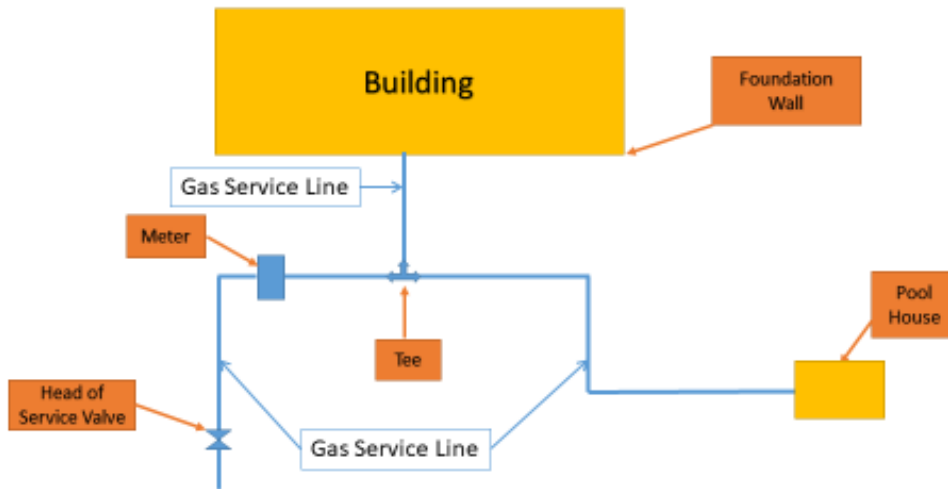 Building
Foundation
Wall
Gas Service Line
Meter
Pool
House
Tee
Head of
Service Valve
Gas Service Line